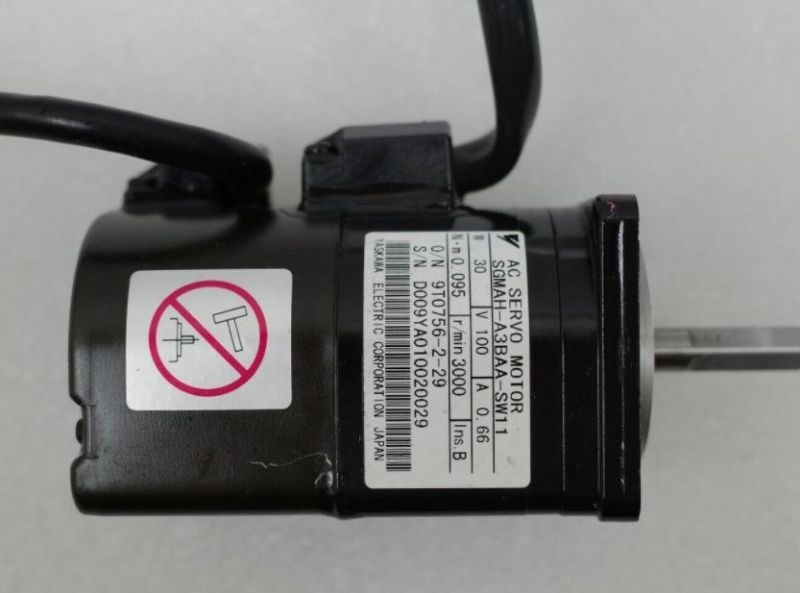 AC SERVO MOTOR
SGMAH-A3BAA-SW11
W 30 V 100 A 0.66
N·m 0.095 r/min 3000 Ins. B
O/N 9T0756-2-29
S/N D009YA010020029
YASKAWA ELECTRIC CORPORATION JAPAN